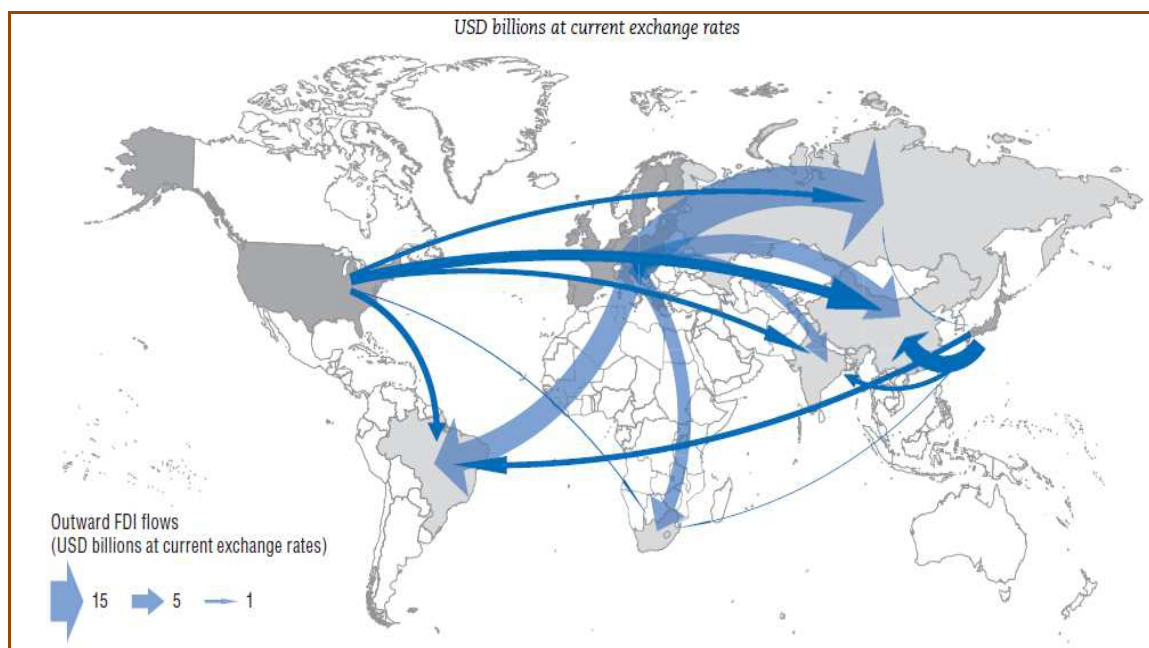 USD billions at current exchange rates
Outward FDI flows
(USD billions at current exchange rates)
15 5 1